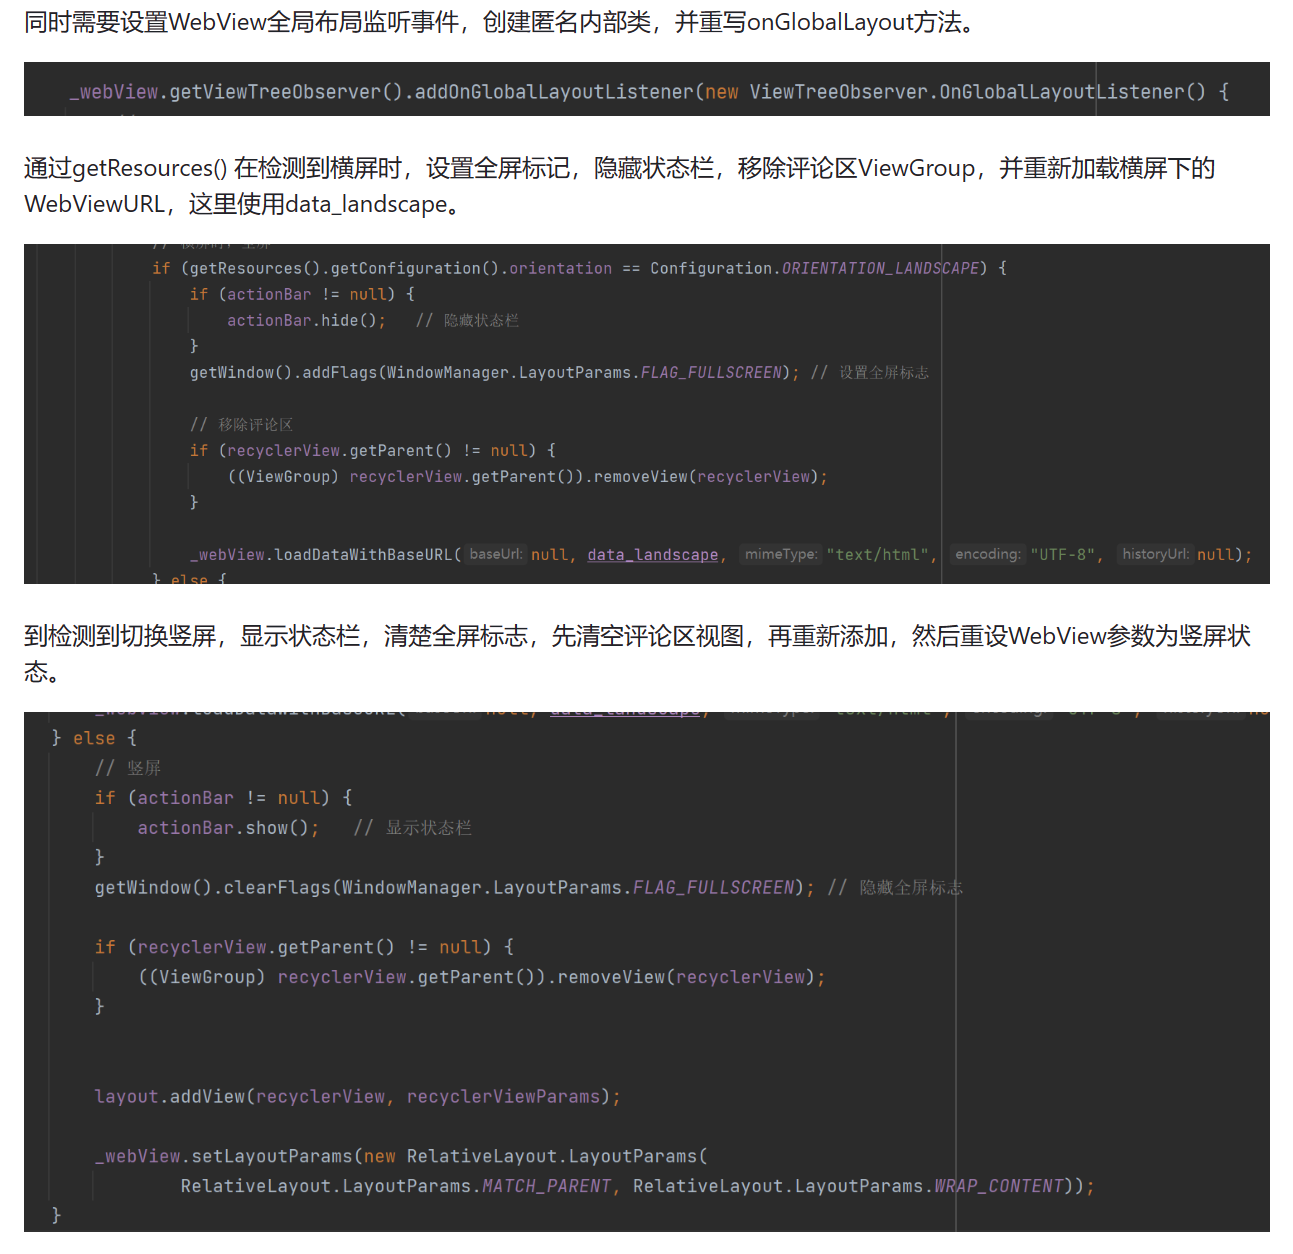 同时需要设置WebView全局布局监听事件，创建匿名内部类，并重写onGlobalLayout方法。
_webView.getViewTreeObserver().addOnGlobalLayoutListener(new ViewTreeObserver.OnGlobalLayoutListener() {
通过getResources() 在检测到横屏时，设置全屏标记，隐藏状态栏，移除评论区ViewGroup，并重新加载横屏下的
WebViewURL，这里使用data_landscape。
if (getResources().getConfiguration().orientation == Configuration.ORIENTATION_LANDSCAPE) {
if (actionBar != null) {
actionBar.hide();   // 隐藏状态栏
}
getWindow().addFlags(WindowManager.LayoutParams.FLAG_FULLSCREEN); // 设置全屏标志
// 移除评论区
if (recyclerView.getParent() != null) {
((ViewGroup) recyclerView.getParent()).removeView(recyclerView);
}
_webView.loadDataWithBaseURL( baseUrl: null, data_landscape, mimeType: "text/html", encoding: "UTF-8", historyUrl: null);
} else {
到检测到切换竖屏，显示状态栏，清楚全屏标志，先清空评论区视图，再重新添加，然后重设WebView参数为竖屏状
态。
_webView.loadDataWithBaseURL( baseUrl: null, data_landscape, mimeType: "text/html", encoding: "UTF-8",
} else {
// 竖屏
if (actionBar != null) {
actionBar.show();   // 显示状态栏
}
getWindow().clearFlags(WindowManager.LayoutParams.FLAG_FULLSCREEN); // 隐藏全屏标志
if (recyclerView.getParent() != null) {
((ViewGroup) recyclerView.getParent()).removeView(recyclerView);
}
layout.addView(recyclerView, recyclerViewParams);
_webView.setLayoutParams(new RelativeLayout.LayoutParams(
RelativeLayout.LayoutParams.MATCH_PARENT, RelativeLayout.LayoutParams.WRAP_CONTENT));
}